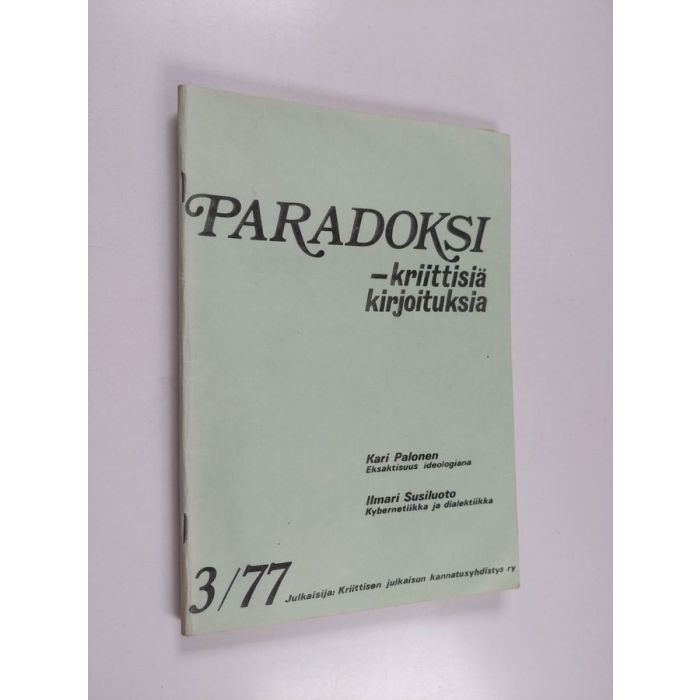 PARADOKSI
–kriittisiä
kirjoituksia
Kari Palonen
Eksaktisuus ideologiana
Ilmari Susiluoto
Kybernetiikka ja dialektiikka
3/77 Julkaisija: Kriittisen julkaisun kannatusyhdistys ry